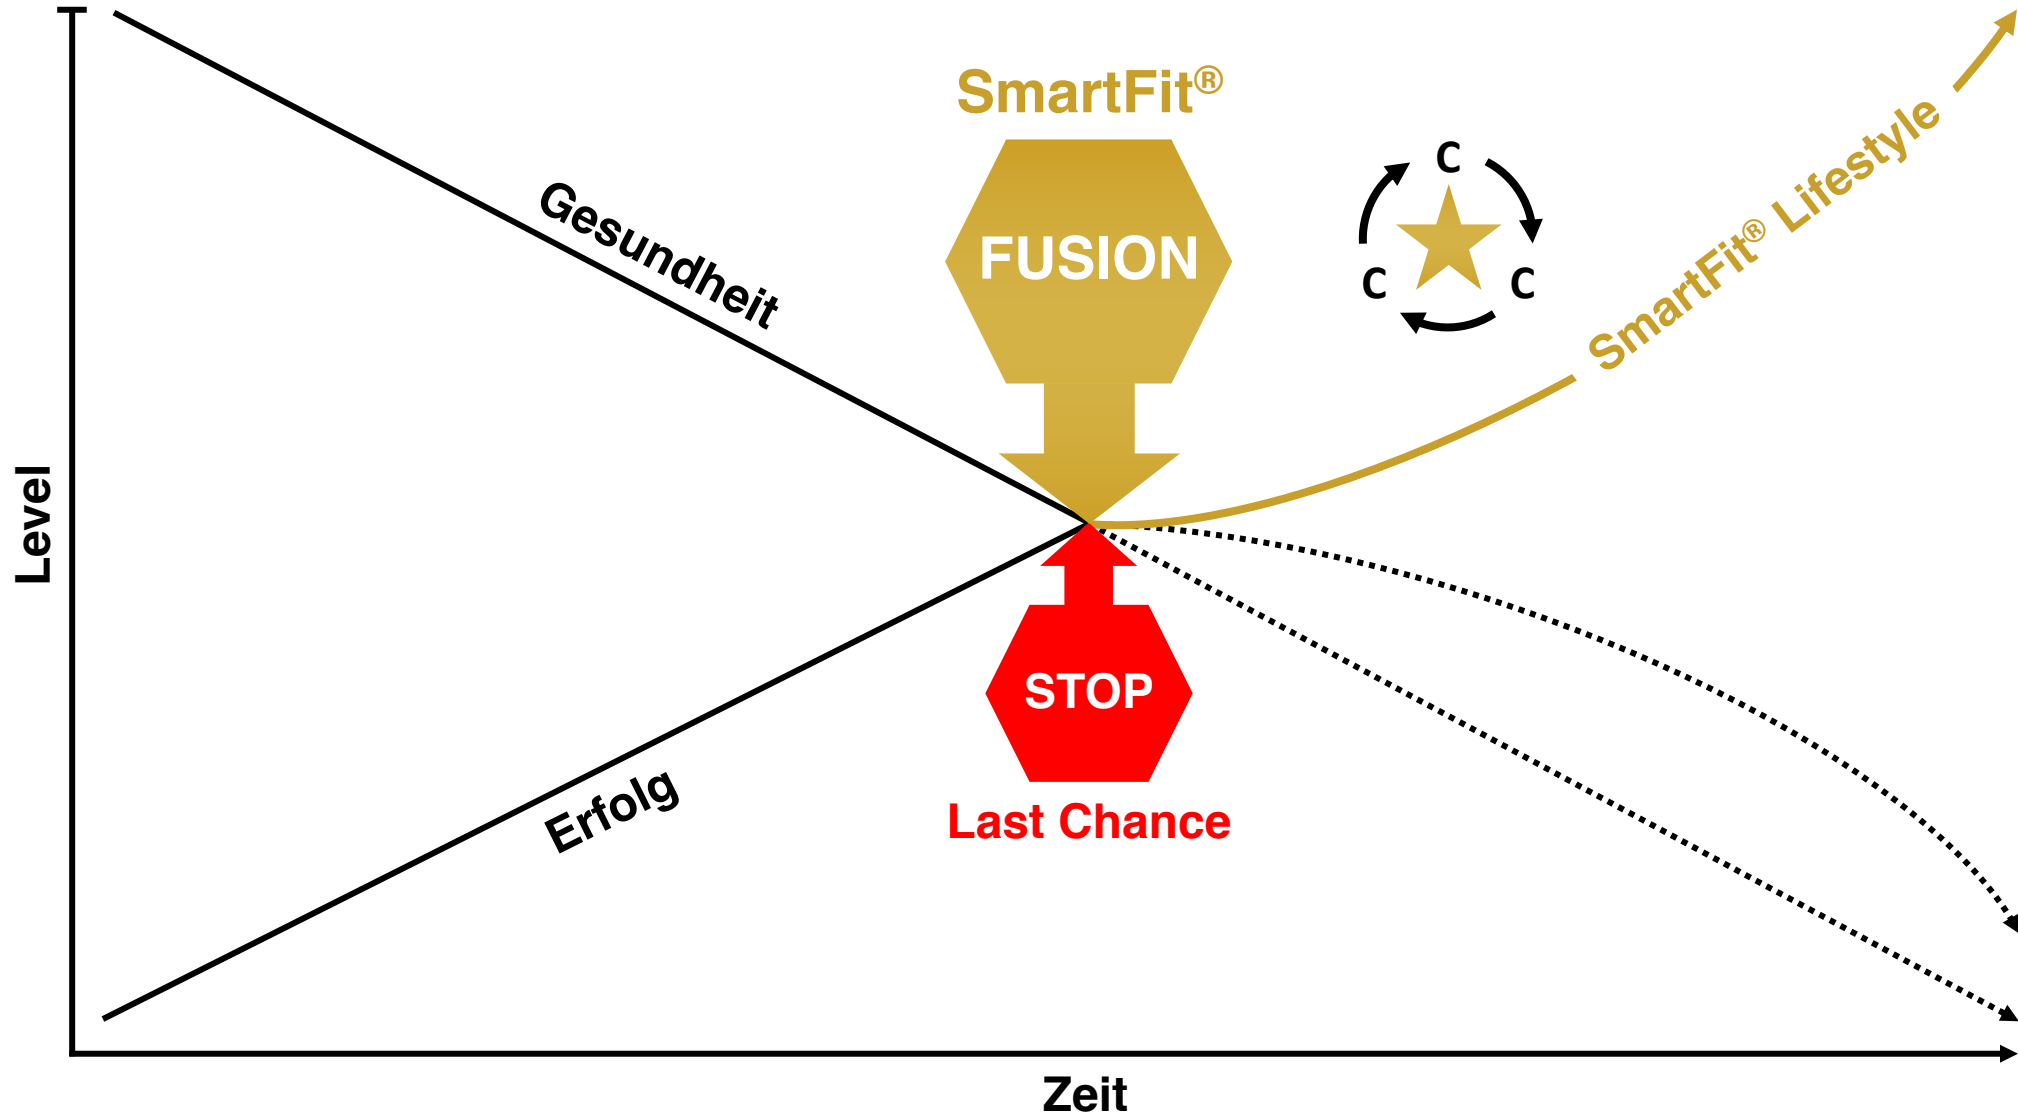 SmartFit®
FUSION
C
C
C
SmartFit® Lifestyle
Gesundheit
Level
Erfolg
STOP
Last Chance
Zeit